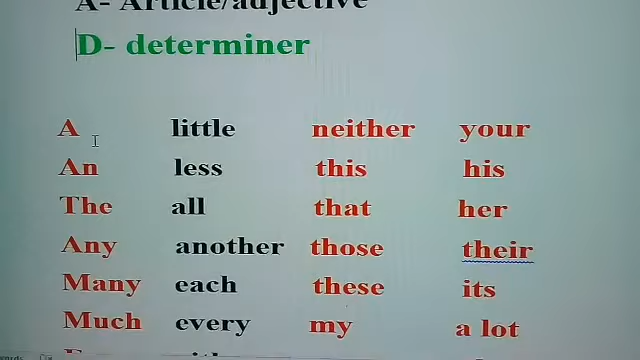 A- Article/adjective
D- determiner
A little neither your
An less this his
The all that her
Any another those their
Many each these its
Much every my a lot